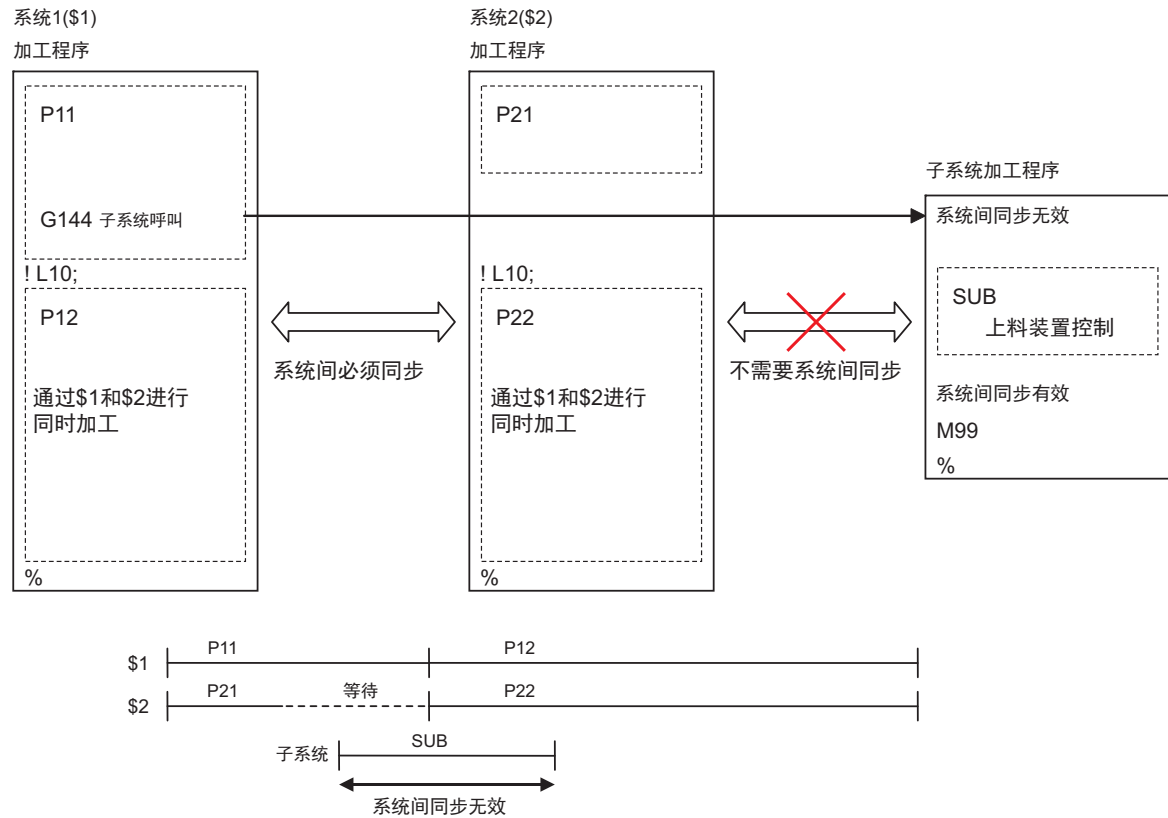 系统1($1)
加工程序
P11
G144 子系统呼叫
! L10;
P12
通过$1和$2进行
同时加工
%
系统间必须同步
系统2($2)
加工程序
P21
! L10;
P22
通过$1和$2进行
同时加工
%
不需要系统间同步
子系统加工程序
系统间同步无效
SUB
上料装置控制
系统间同步有效
M99
%
$1 P11 P12
$2 P21 等待 P22
子系统 SUB
系统间同步无效